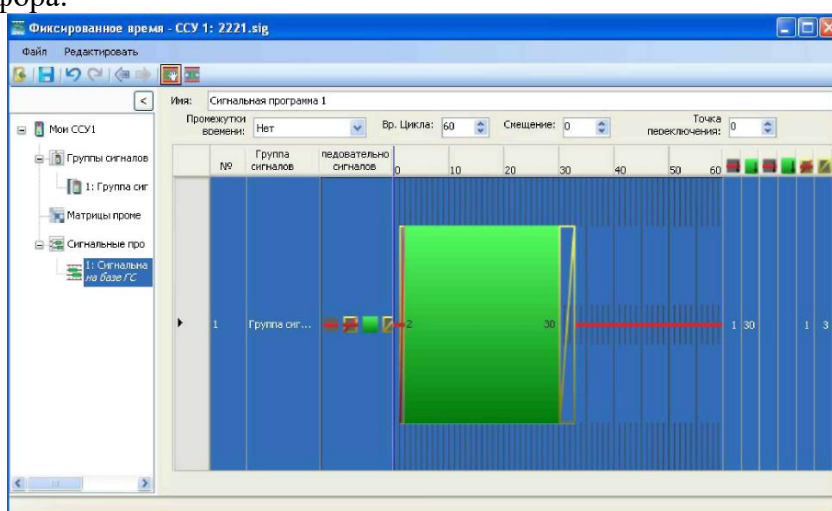 фора.
Фиксированное время - ССУ 1: 2221.sig
Файл Редактировать
Имя: Сигнальная программа 1
Промежутки времени: Нет Вр. Цикла: 60 Смещение: 0 Точка переключения: 0
Мои ССУ1
Группы сигналов
1: Группа сиг
Матрицы проме
Сигнальные про
1: Сигнальна
на базе ГС
№ Группа сигналов ледовательно сигналов 0 10 20 30 40 50 60
1 Группа сиг... 2 30 1 30 1 3